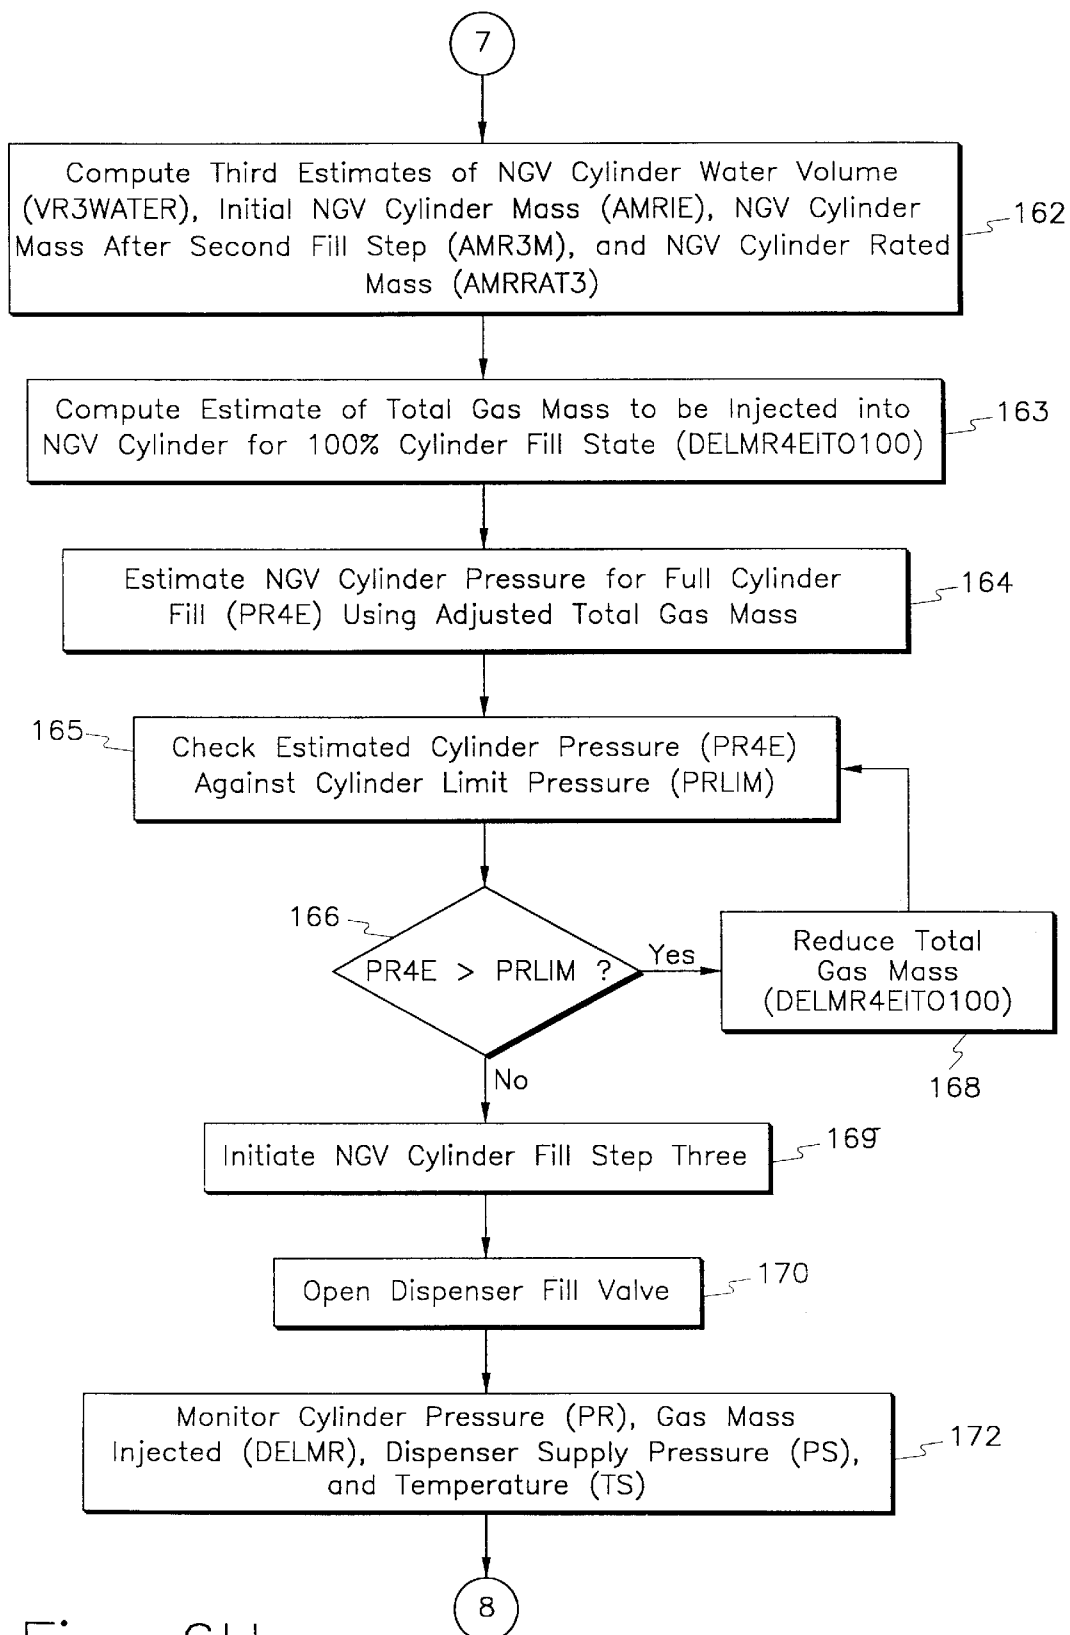 7
Compute Third Estimates of NGV Cylinder Water Volume
(VR3WATER), Initial NGV Cylinder Mass (AMRIE), NGV Cylinder
Mass After Second Fill Step (AMR3M), and NGV Cylinder Rated
Mass (AMRRAT3)
162
Compute Estimate of Total Gas Mass to be Injected into
NGV Cylinder for 100% Cylinder Fill State (DELMR4EITO100)
163
Estimate NGV Cylinder Pressure for Full Cylinder
Fill (PR4E) Using Adjusted Total Gas Mass
164
165
Check Estimated Cylinder Pressure (PR4E)
Against Cylinder Limit Pressure (PRLIM)
166
PR4E > PRLIM ?
Yes
Reduce Total
Gas Mass
(DELMR4EITO100)
168
No
Initiate NGV Cylinder Fill Step Three
169
Open Dispenser Fill Valve
170
Monitor Cylinder Pressure (PR), Gas Mass
Injected (DELMR), Dispenser Supply Pressure (PS),
and Temperature (TS)
172
8